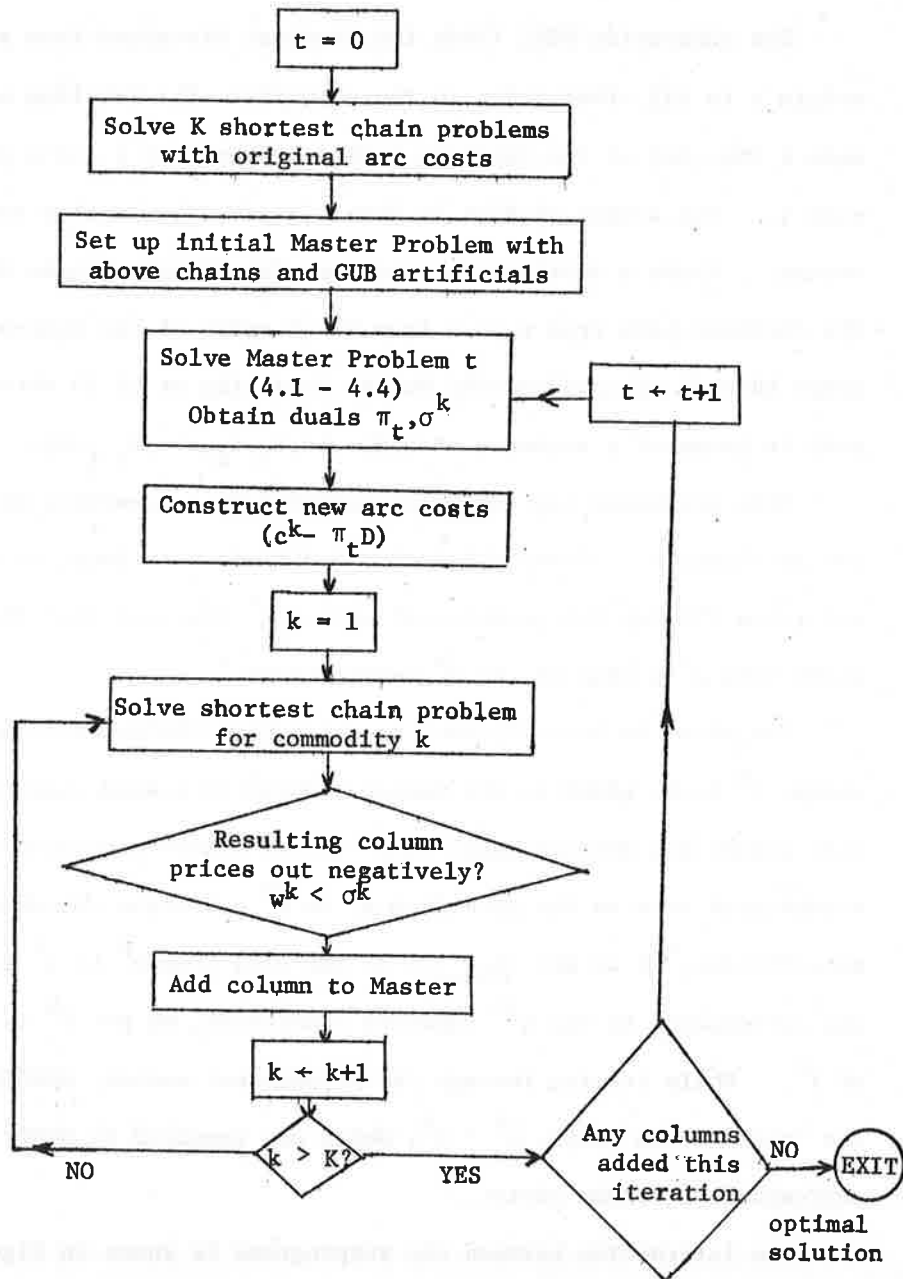 t = 0
Solve K shortest chain problems
with original arc costs
Set up initial Master Problem with
above chains and GUB artificials
Solve Master Problem t
(4.1 - 4.4)
Obtain duals π_t, σ^k
t ← t+1
Construct new arc costs
(c^k - π_t D)
k = 1
Solve shortest chain problem
for commodity k
Resulting column
prices out negatively?
w^k < σ^k
Add column to Master
k ← k+1
k > K?
NO
YES
Any columns
added this
iteration
NO
EXIT
optimal
solution